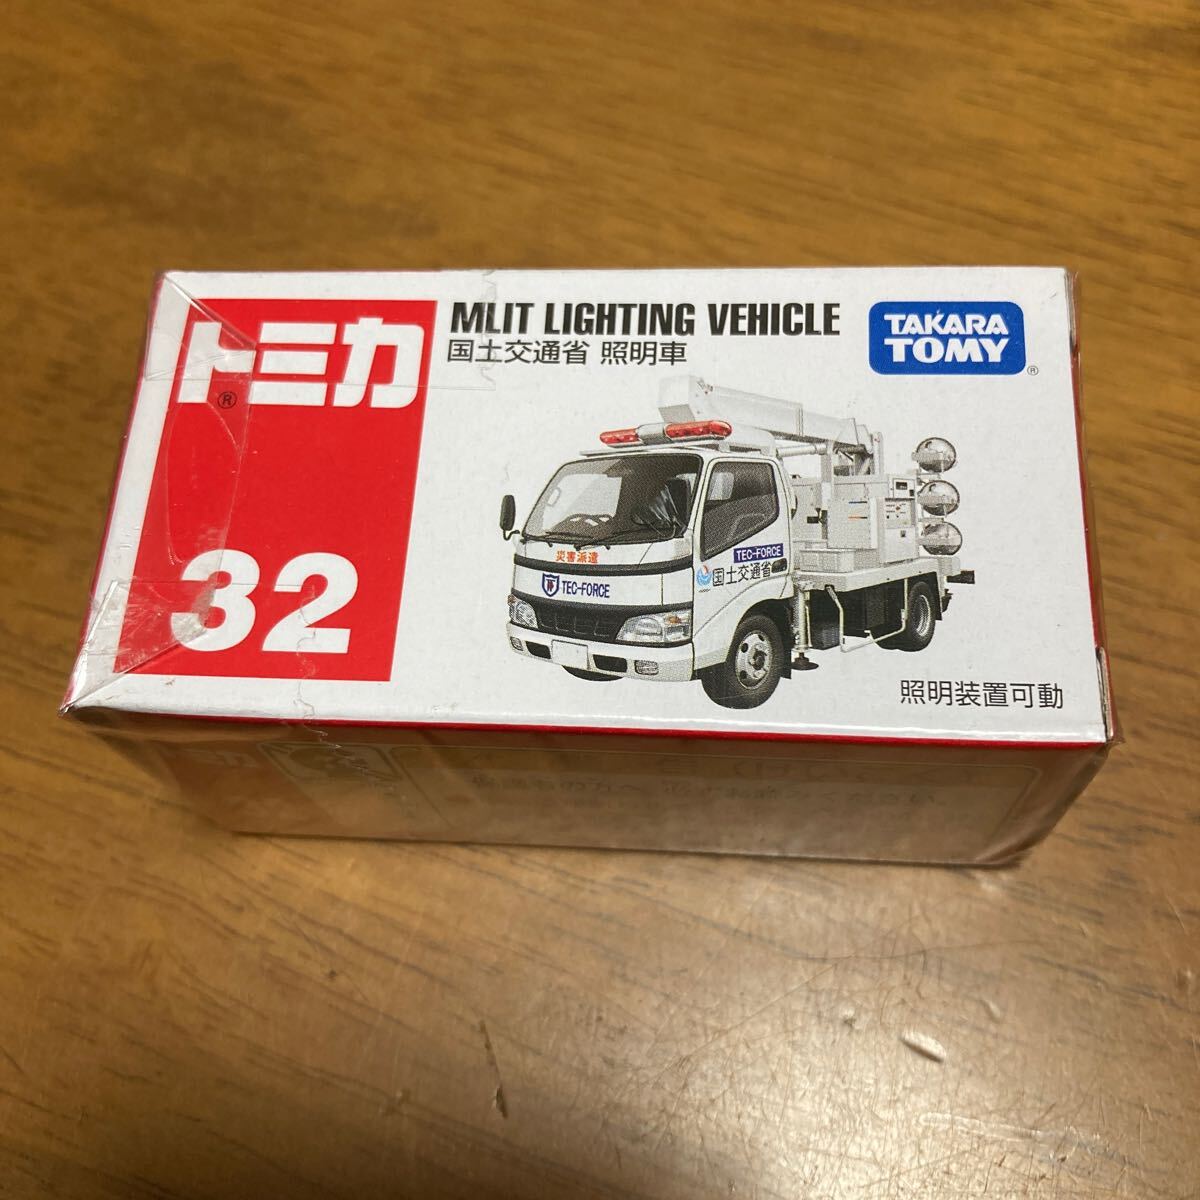 トミカ®
32
MLIT LIGHTING VEHICLE
国土交通省 照明車
TAKARA
TOMY®
災害派遣
TEC-FORCE
TEC-FORCE
国土交通省
照明装置可動